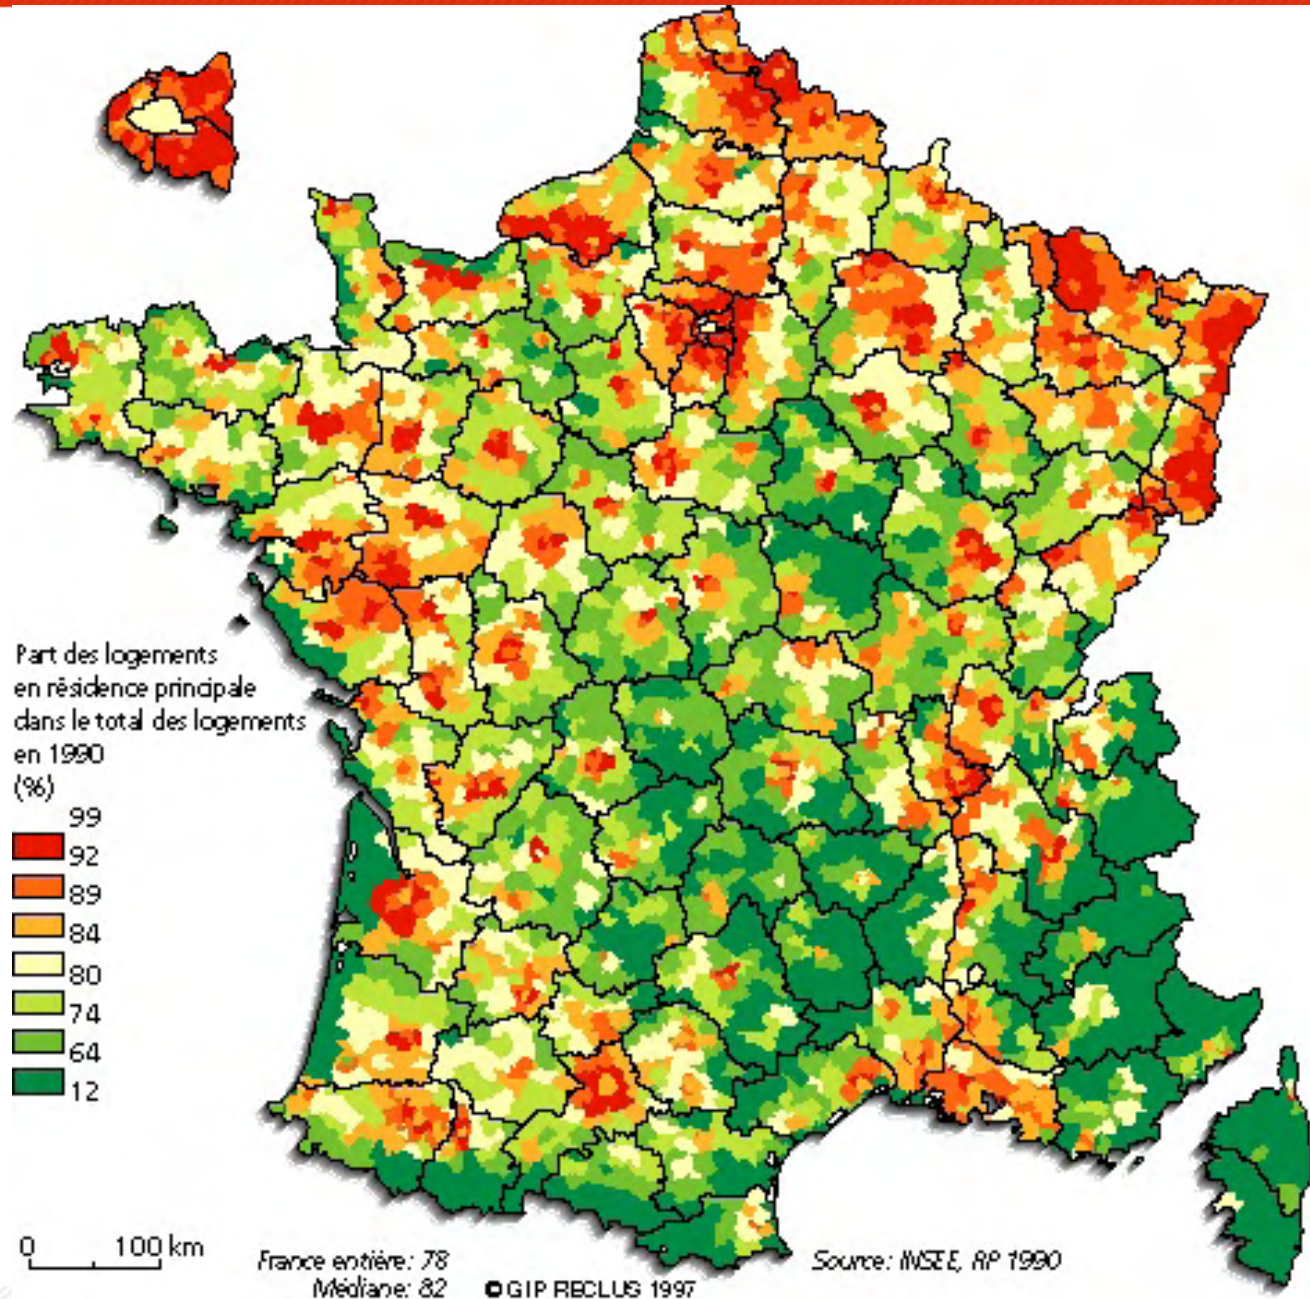 Part des logements
en résidence principale
dans le total des logements
en 1990
(%)
99
92
89
84
80
74
64
12
0 100 km
France entière: 78
Médiane: 82
© GIP RECLUS 1997
Source: INSEE, RP 1990